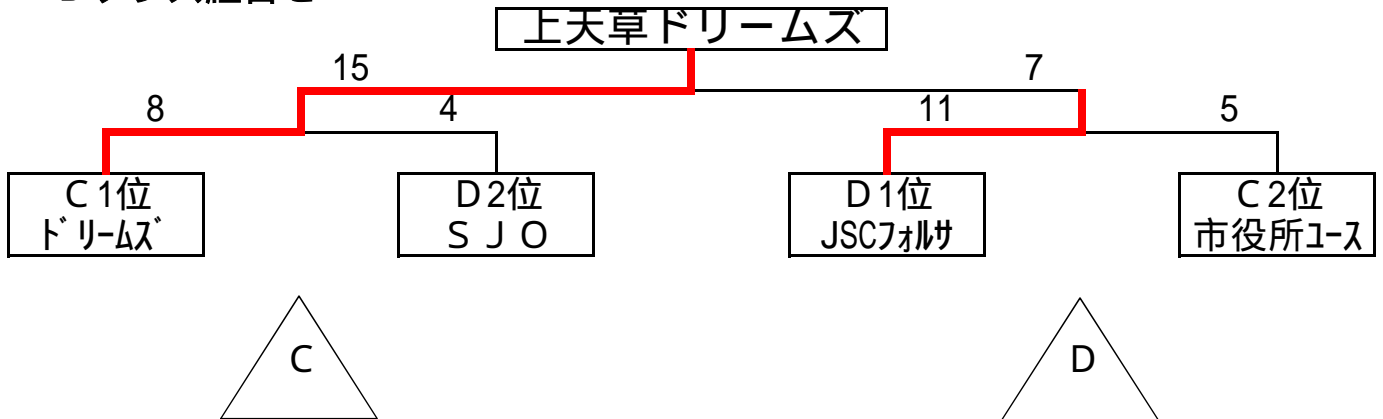 上天草ドリームズ
15
7
8
4
11
5
C1位
ﾄﾞﾘｰﾑｽﾞ
D2位
SJO
D1位
JSCﾌｫﾙｻ
C2位
市役所ﾕｰｽ
C
D